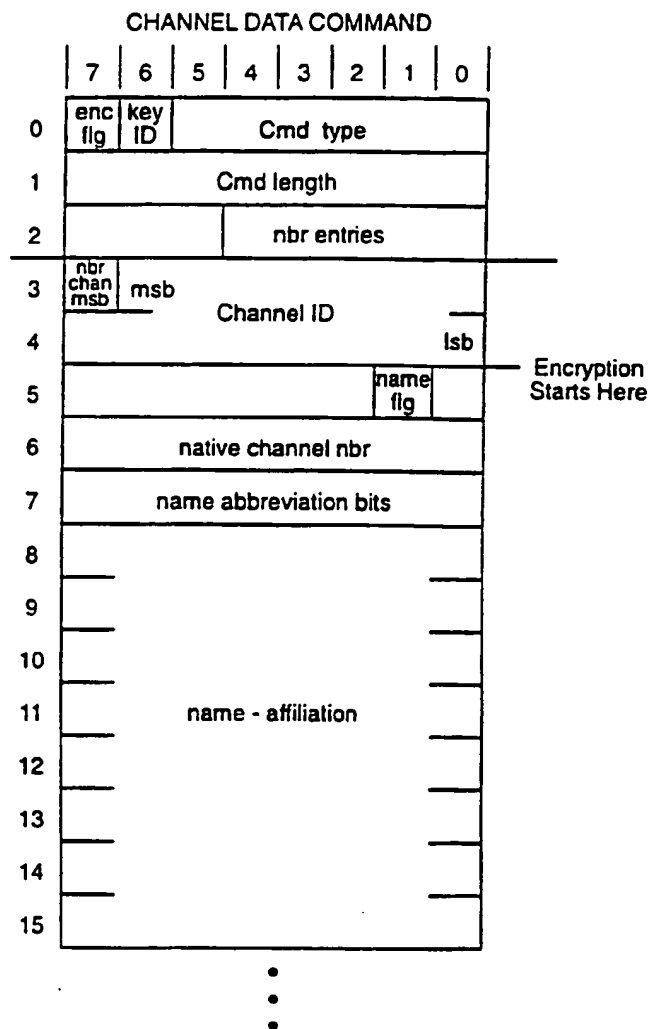 CHANNEL DATA COMMAND
7 6 5 4 3 2 1 0
0 enc flg key ID Cmd type
1 Cmd length
2 nbr entries
3 nbr chan msb msb
Channel ID
4 lsb
Encryption
Starts Here
5 name flg
6 native channel nbr
7 name abbreviation bits
8
9
10
11 name - affiliation
12
13
14
15